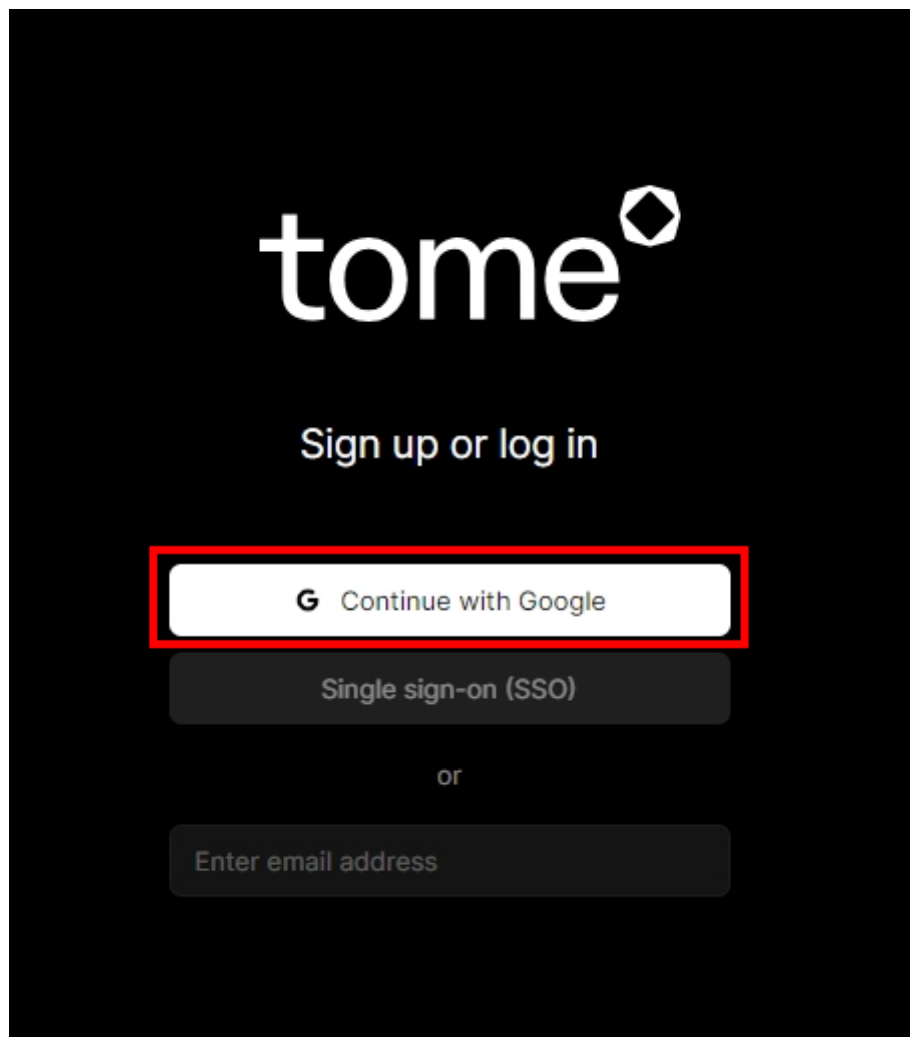 tome
Sign up or log in
G Continue with Google
Single sign-on (SSO)
or
Enter email address